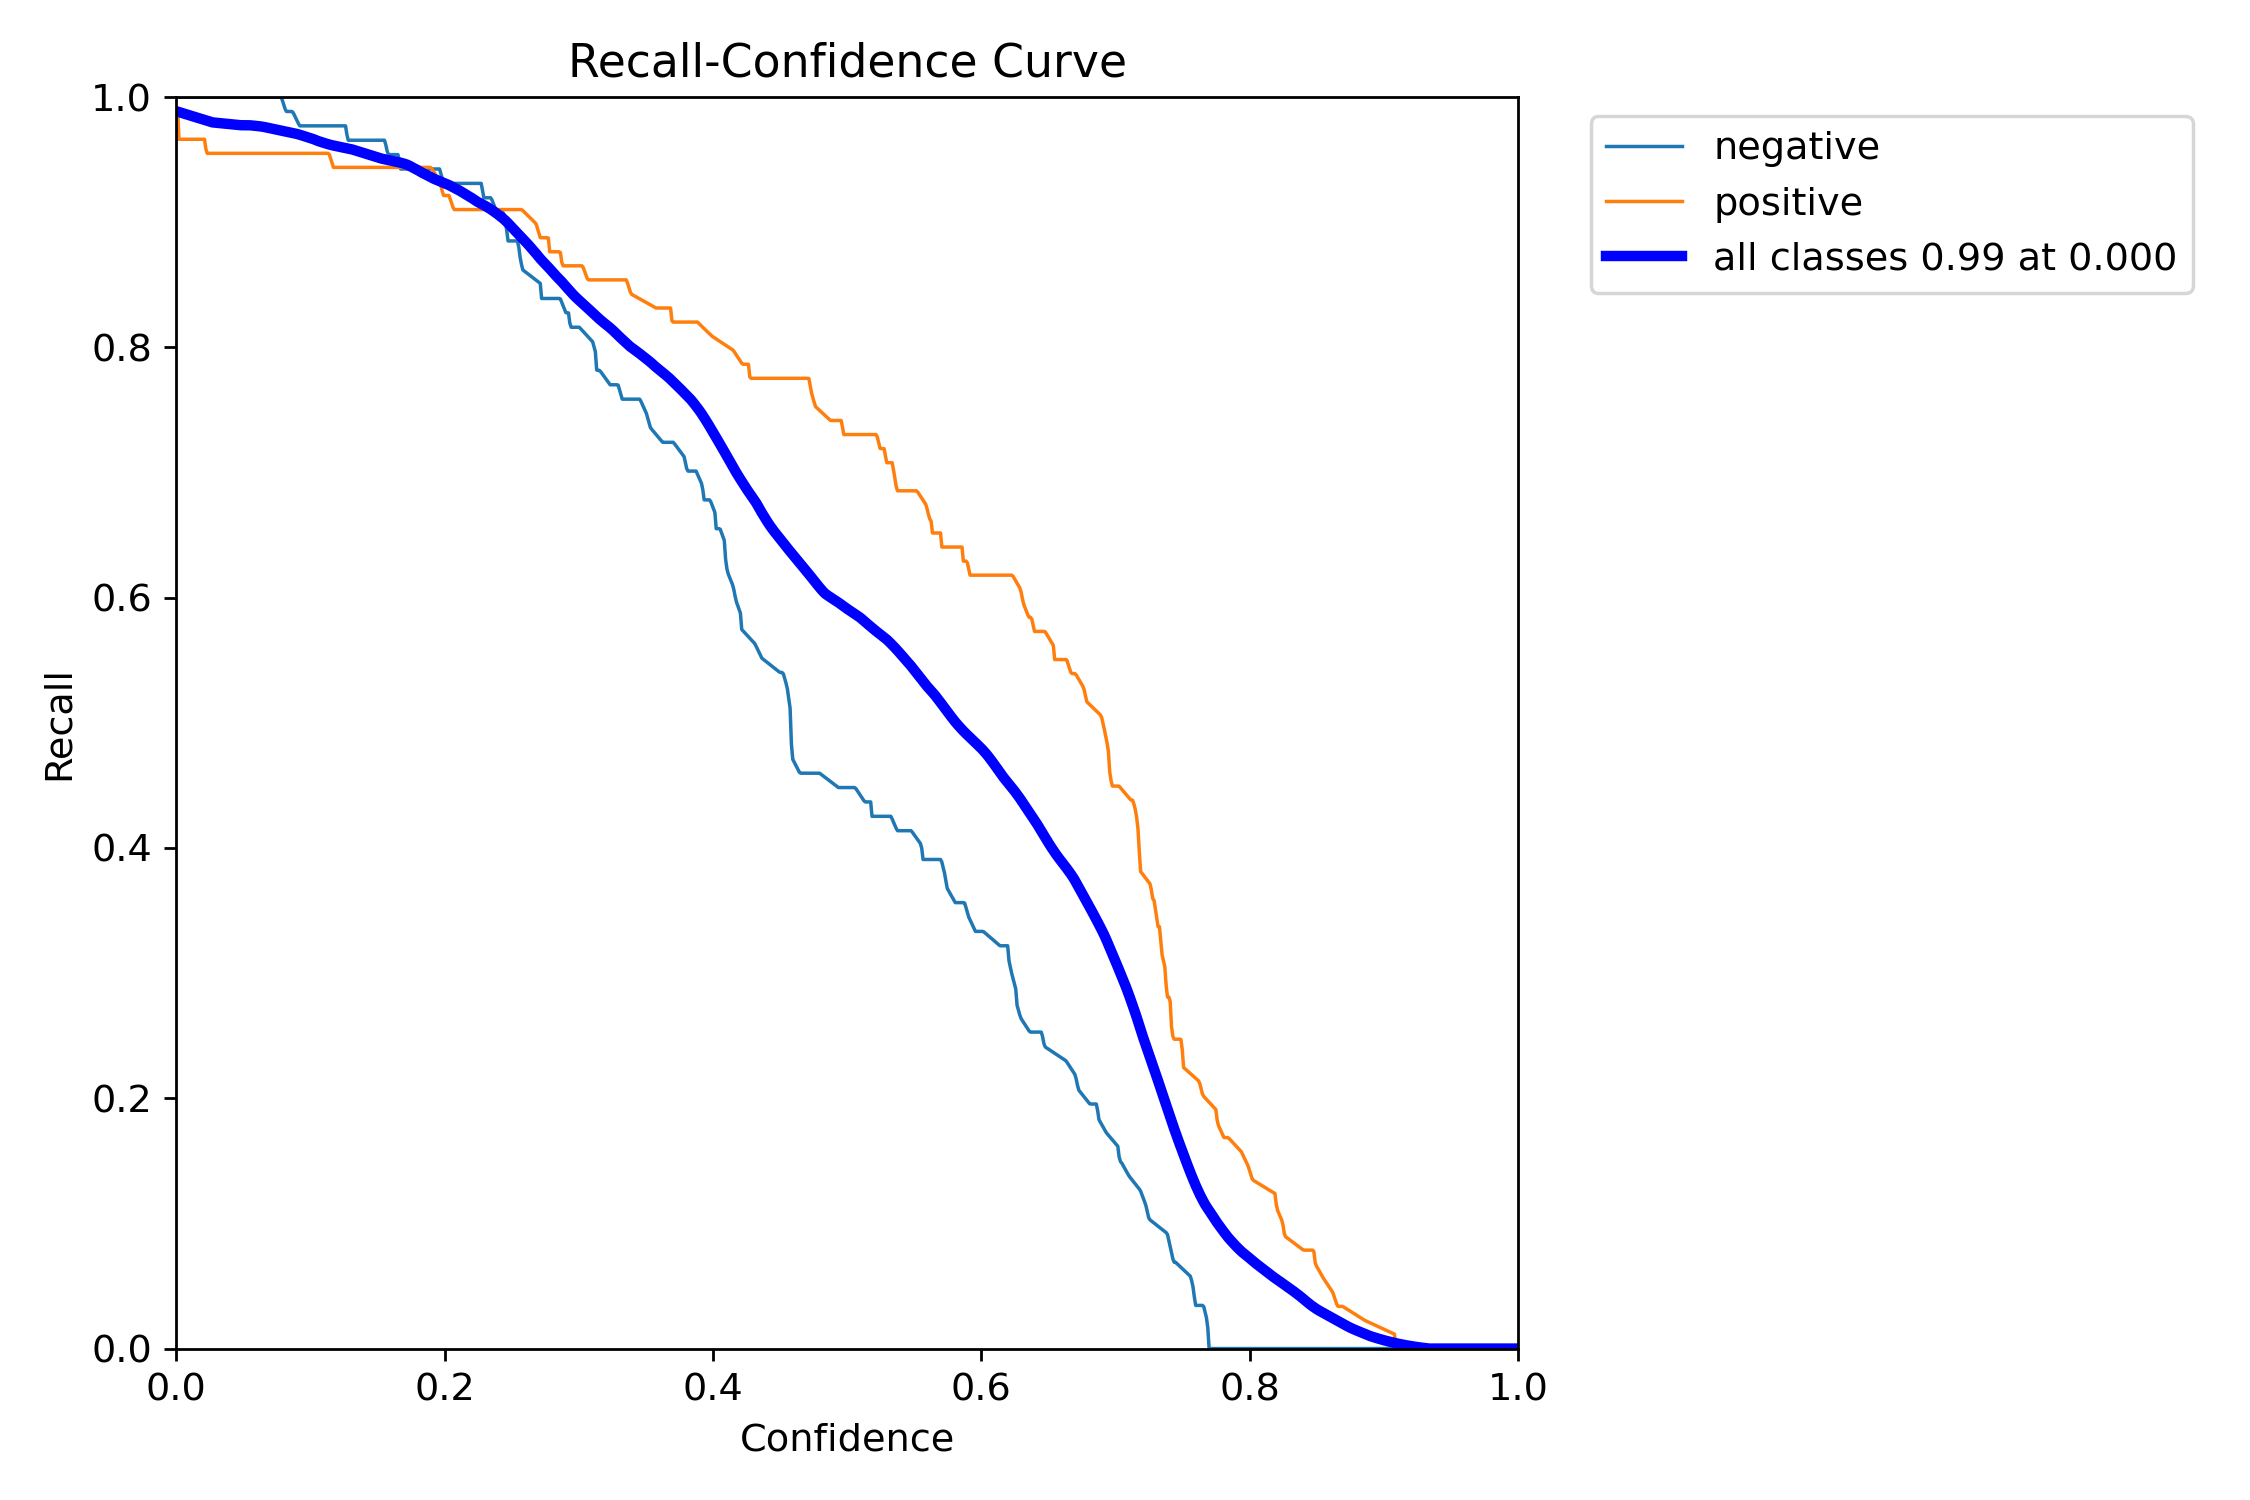 Recall-Confidence Curve
negative
positive
all classes 0.99 at 0.000
1.0
0.8
0.6
0.4
0.2
0.0
Recall
0.0 0.2 0.4 0.6 0.8 1.0
Confidence